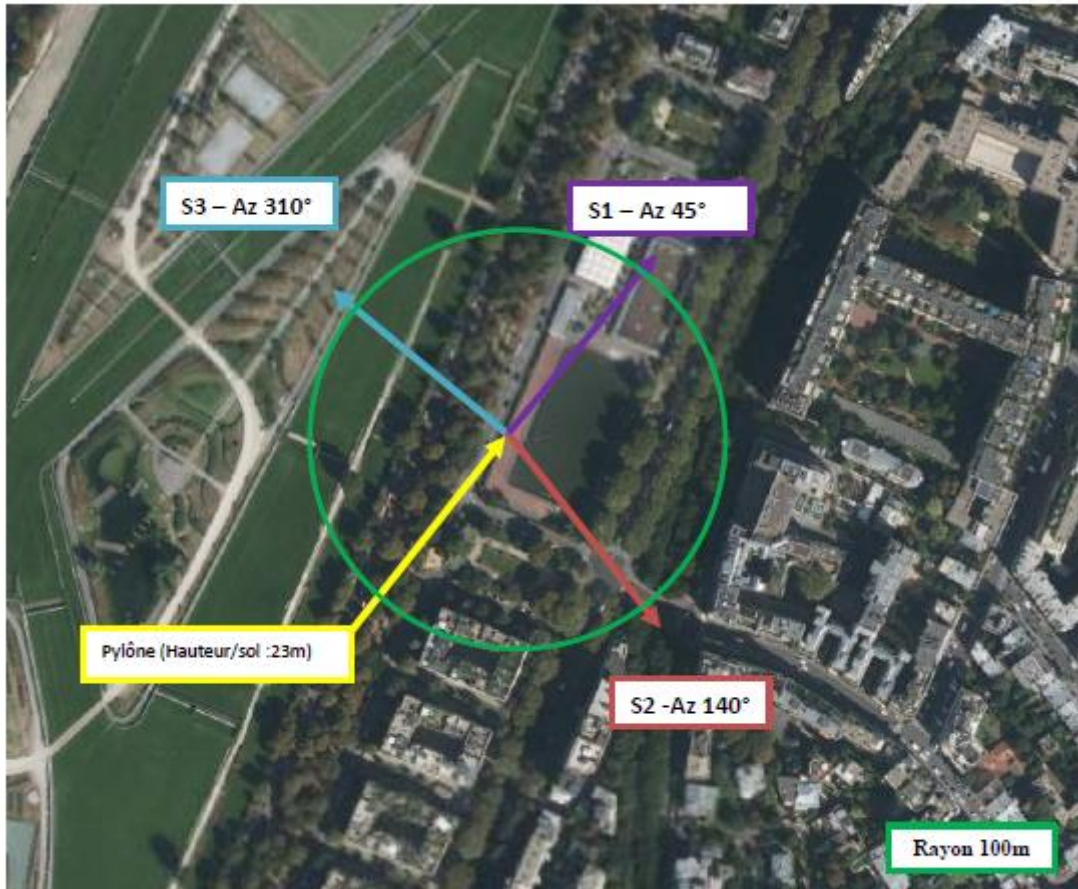 S3 – Az 310°
S1 – Az 45°
Pylône (Hauteur/sol :23m)
S2 -Az 140°
Rayon 100m